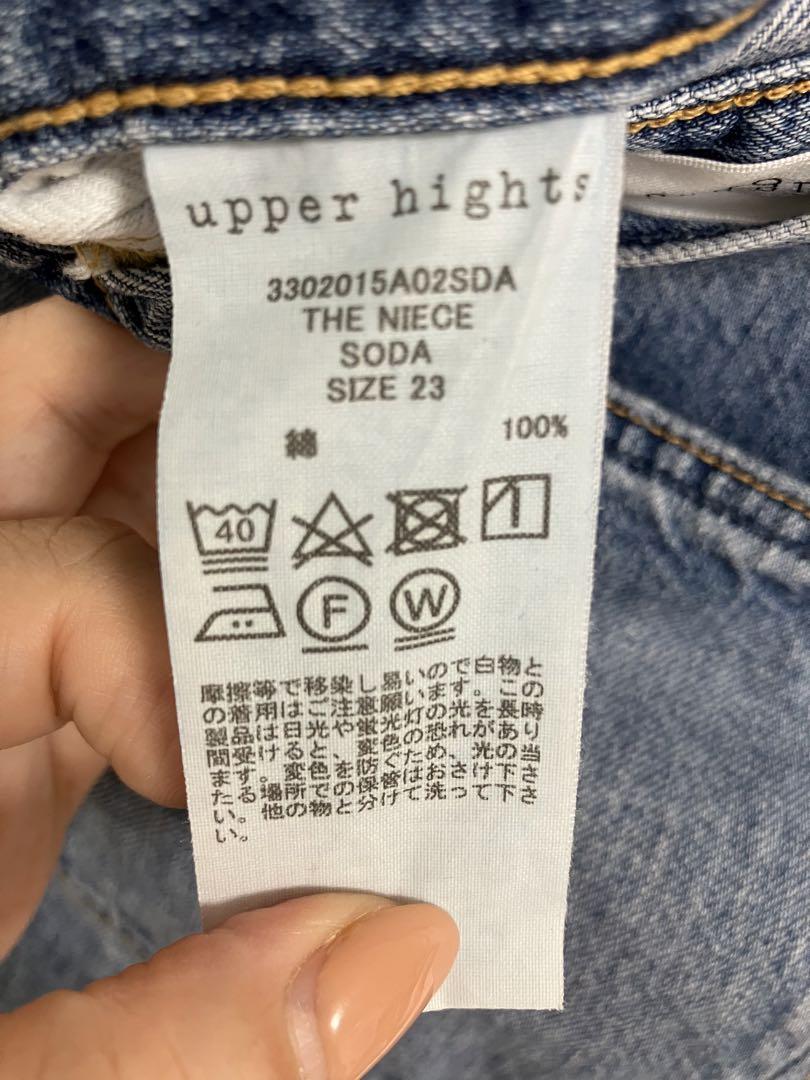 upper hights
3302015A02SDA
THE NIECE
SODA
SIZE 23
綿 100%
40
F W
摩擦等では移染し易いので白物と
の着用はご注意願います。この
製品は日光や蛍光灯の光を長時
間受けると、変色の恐れがあり
ます。変色を防ぐため、光の当
たる場所での保管はお避け下さ
い。他の物と分けて洗って下さ
い。